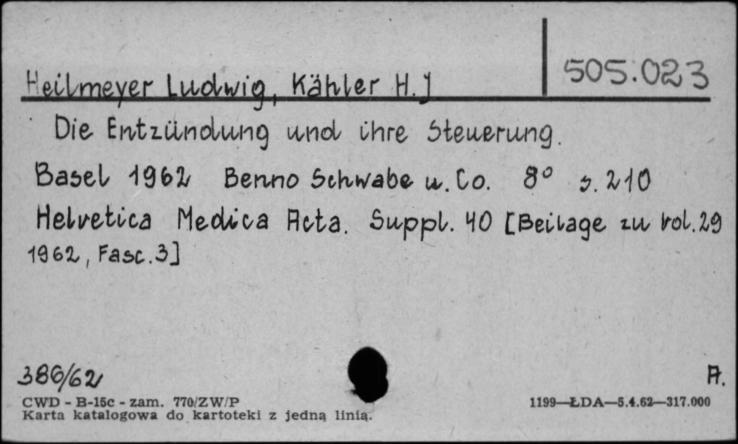 505.023
Heilmeyer Ludwig, Kähler H. J
Die Entzündung und ihre Steuerung.
Basel 1962 Benno Schwabe u. Co. 8° s. 210
Helvetica Medica Acta. Suppl. 40 [Beilage zu vol. 29
1962, Fasc. 3]
386/62 A.
CWD - B-15c - zam. 770/ZW/P 1199—ŁDA—5.4.62—317.000
Karta katalogowa do kartoteki z jedną linią.